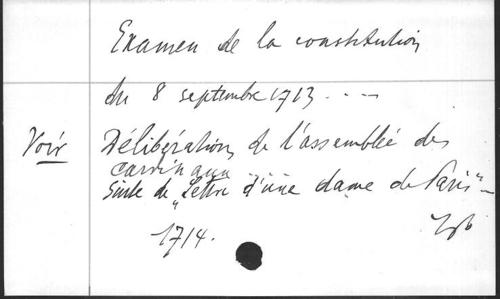 Examen de la constitution
du 8 septembre 1713 . . —
Voir Délibération de l'assemblée des
cardinaux
Suite de „Lettre d'une dame de Paris"—
1714.